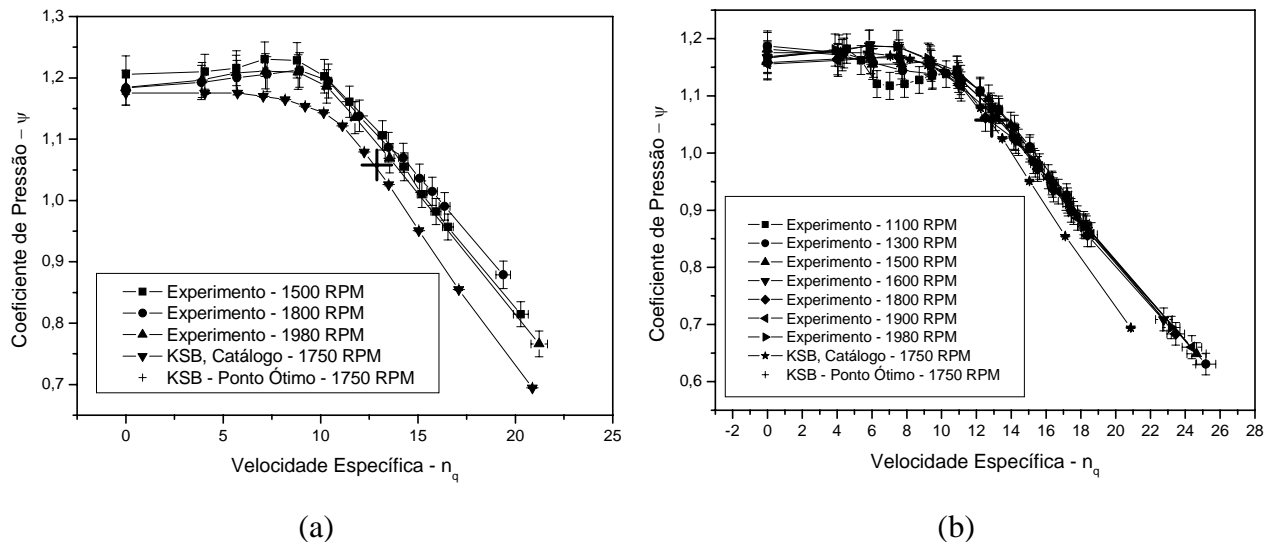 (a)
1,3
1,2
1,1
1,0
0,9
0,8
0,7
Coeficiente de Pressão – ψ
Experimento - 1500 RPM
Experimento - 1800 RPM
Experimento - 1980 RPM
KSB, Catálogo - 1750 RPM
KSB - Ponto Ótimo - 1750 RPM
0 5 10 15 20 25
Velocidade Específica - nq
(a)
(b)
1,2
1,1
1,0
0,9
0,8
0,7
0,6
Coeficiente de Pressão – ψ
Experimento - 1100 RPM
Experimento - 1300 RPM
Experimento - 1500 RPM
Experimento - 1600 RPM
Experimento - 1800 RPM
Experimento - 1900 RPM
Experimento - 1980 RPM
KSB, Catálogo - 1750 RPM
KSB - Ponto Ótimo - 1750 RPM
-2 0 2 4 6 8 10 12 14 16 18 20 22 24 26 28
Velocidade Específica - nq
(b)